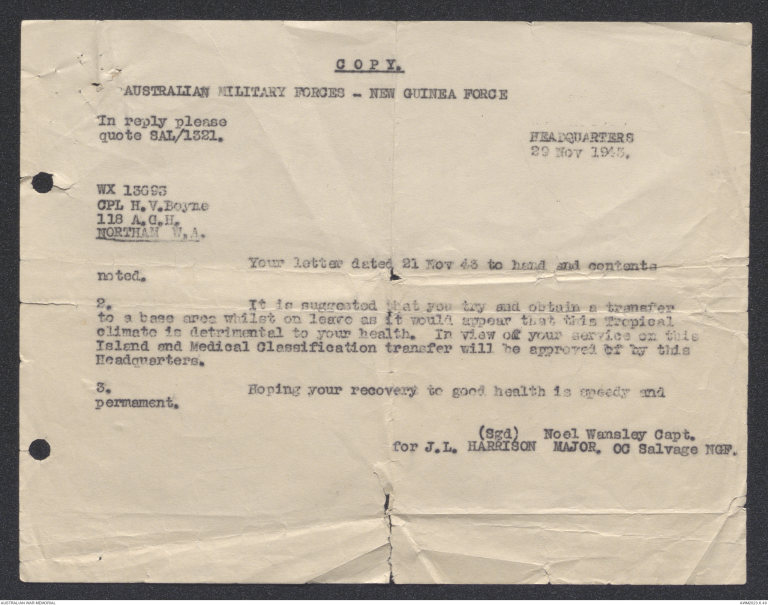 COPY.
AUSTRALIAN MILITARY FORCES - NEW GUINEA FORCE
In reply please
quote SAL/1321.
HEADQUARTERS
29 Nov 1943.
WX 13693
CPL H.V.Boyne
118 A.G.H.
NORTHAM W.A.
Your letter dated 21 Nov 43 to hand and contents
noted.
2. It is suggested that you try and obtain a transfer
to a base area whilst on leave as it would appear that this Tropical
climate is detrimental to your health. In view of your service on this
Island and Medical Classification transfer will be approved of by this
Headquarters.
3. Hoping your recovery to good health is speedy and
permament.
(Sgd) Noel Wansley Capt.
for J.L. HARRISON MAJOR. OC Salvage NGF.
AUSTRALIAN WAR MEMORIAL